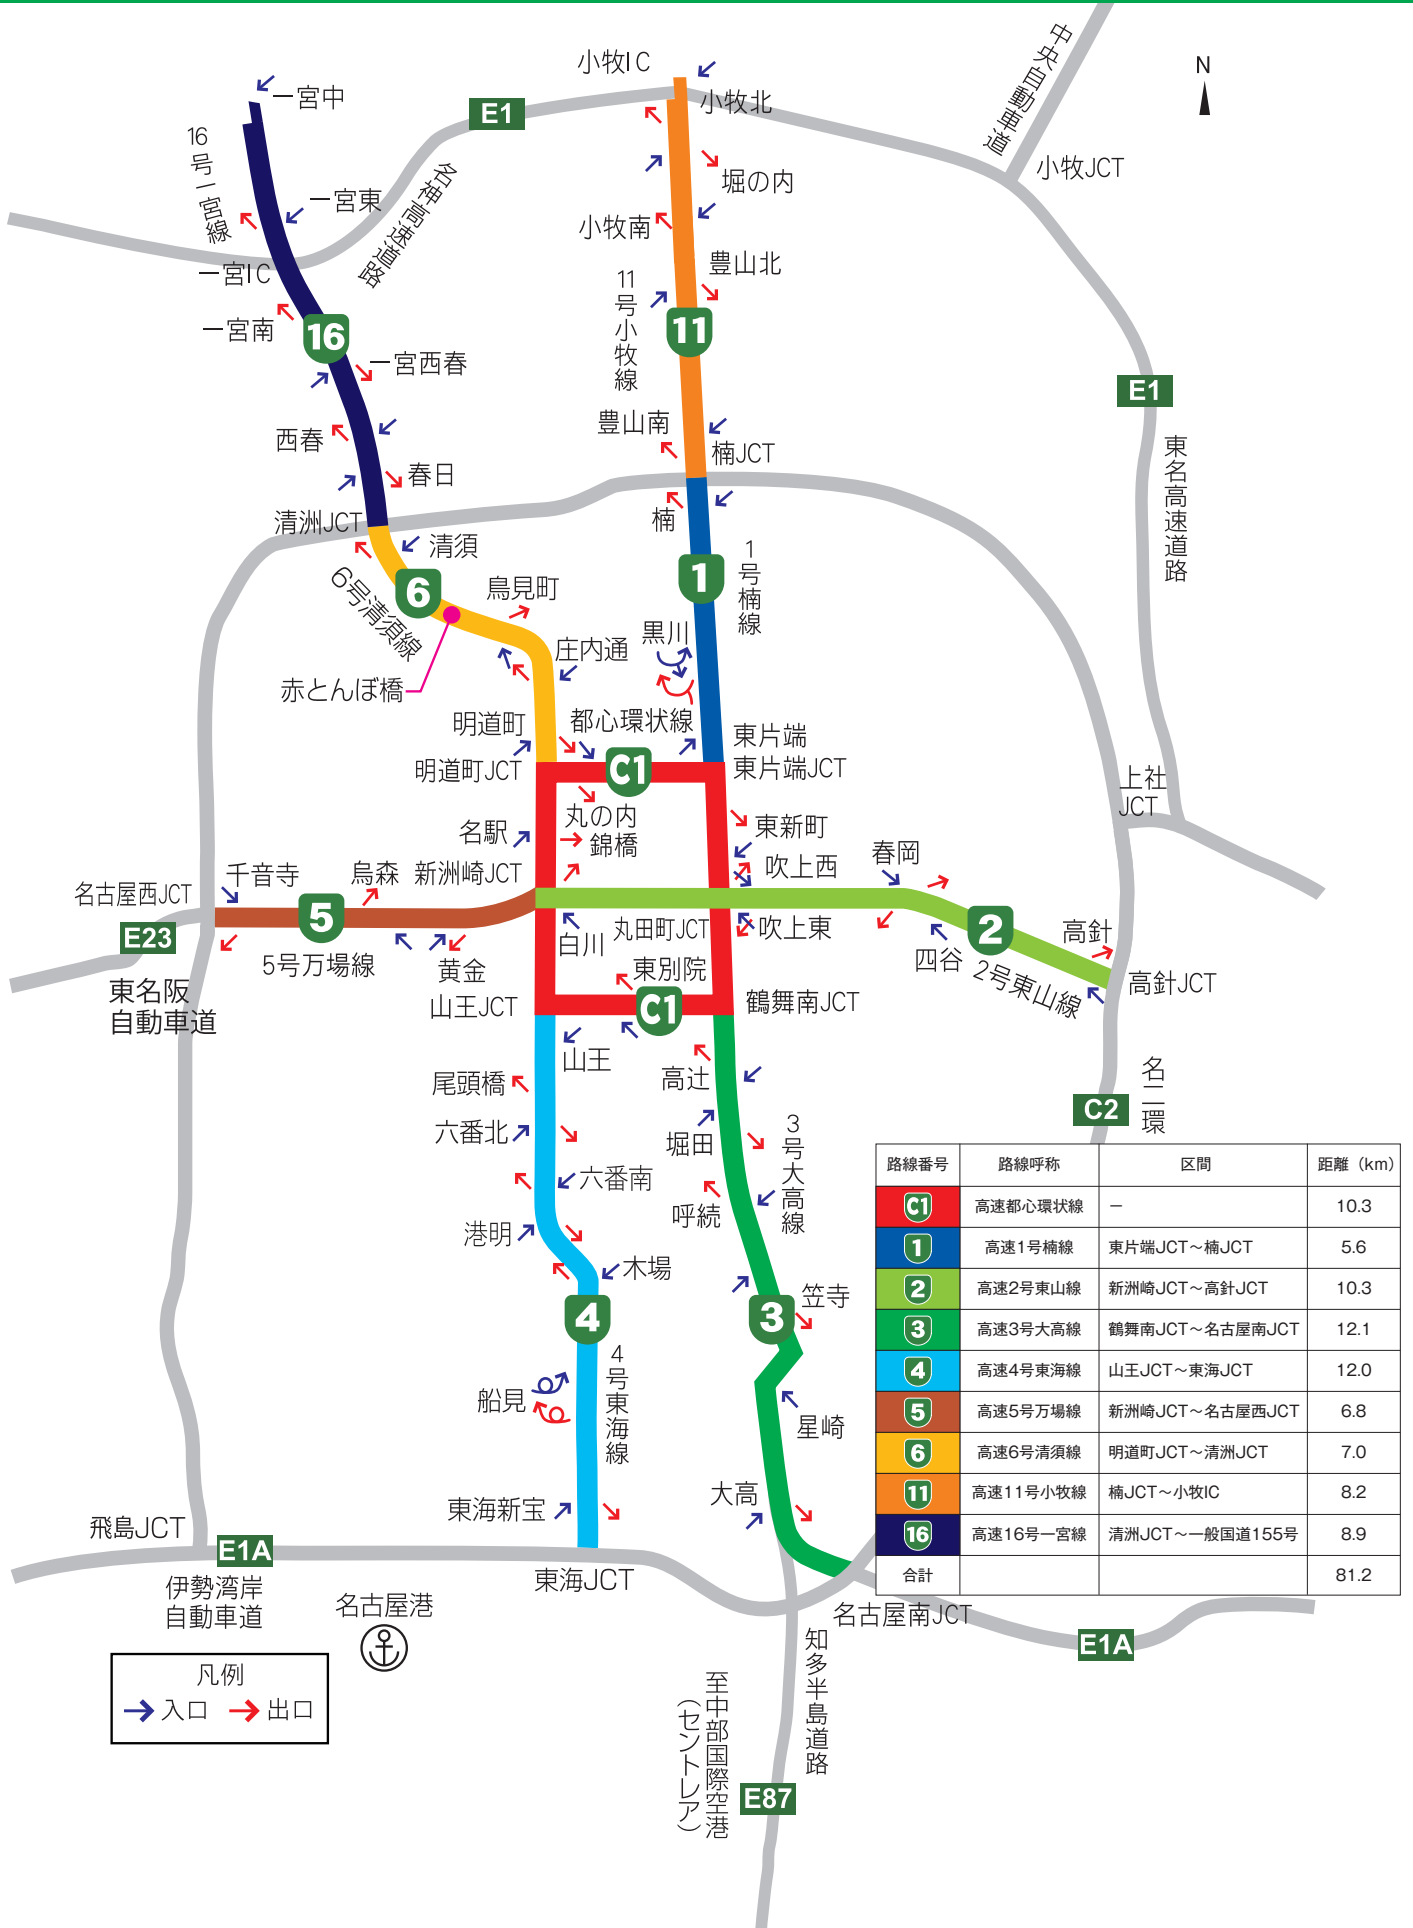 小牧IC
中央自動車道
N
一宮中
小牧北
E1
16号一宮線
名神高速道路
小牧JCT
堀の内
一宮東
小牧南
一宮IC
豊山北
11号小牧線
一宮南
16
11
一宮西春
E1
豊山南
西春
楠JCT
東名高速道路
春日
清洲JCT
楠
清須
1号楠線
6号清須線
6
1
鳥見町
黒川
庄内通
赤とんぼ橋
明道町
都心環状線
東片端
明道町JCT
C1
東片端JCT
上社
JCT
丸の内
名駅
錦橋
東新町
千音寺
烏森
新洲崎JCT
吹上西
春岡
名古屋西JCT
5
2
E23
白川
丸田町JCT
吹上東
高針
5号万場線
黄金
東別院
四谷
2号東山線
高針JCT
東名阪
自動車道
山王JCT
C1
鶴舞南JCT
山王
高辻
名二環
尾頭橋
C2
六番北
堀田
3号大高線
六番南
呼続
港明
木場
笠寺
4
3
4号東海線
船見
星崎
大高
東海新宝
飛島JCT
E1A
伊勢湾岸
自動車道
名古屋港
東海JCT
名古屋南JCT
E1A
知多半島道路
至中部国際空港
（セントレア）
E87
凡例
入口 出口
路線番号 路線呼称 区間 距離（km）
C1 高速都心環状線 － 10.3
1 高速1号楠線 東片端JCT～楠JCT 5.6
2 高速2号東山線 新洲崎JCT～高針JCT 10.3
3 高速3号大高線 鶴舞南JCT～名古屋南JCT 12.1
4 高速4号東海線 山王JCT～東海JCT 12.0
5 高速5号万場線 新洲崎JCT～名古屋西JCT 6.8
6 高速6号清須線 明道町JCT～清洲JCT 7.0
11 高速11号小牧線 楠JCT～小牧IC 8.2
16 高速16号一宮線 清洲JCT～一般国道155号 8.9
合計 81.2